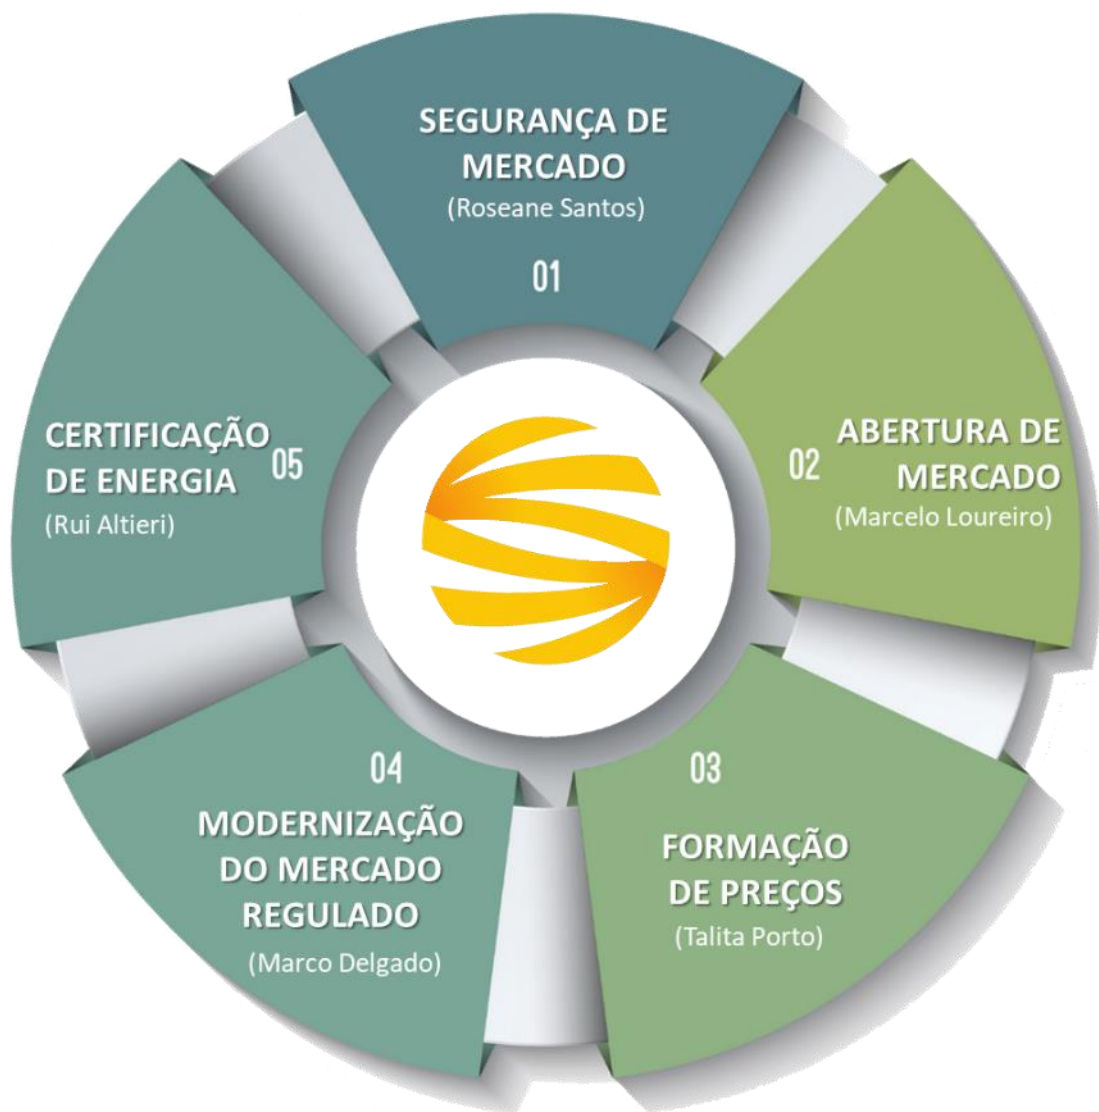 SEGURANÇA DE
MERCADO
(Roseane Santos)
01
02
ABERTURA DE
MERCADO
(Marcelo Loureiro)
03
FORMAÇÃO
DE PREÇOS
(Talita Porto)
04
MODERNIZAÇÃO
DO MERCADO
REGULADO
(Marco Delgado)
CERTIFICAÇÃO
DE ENERGIA
05
(Rui Altieri)